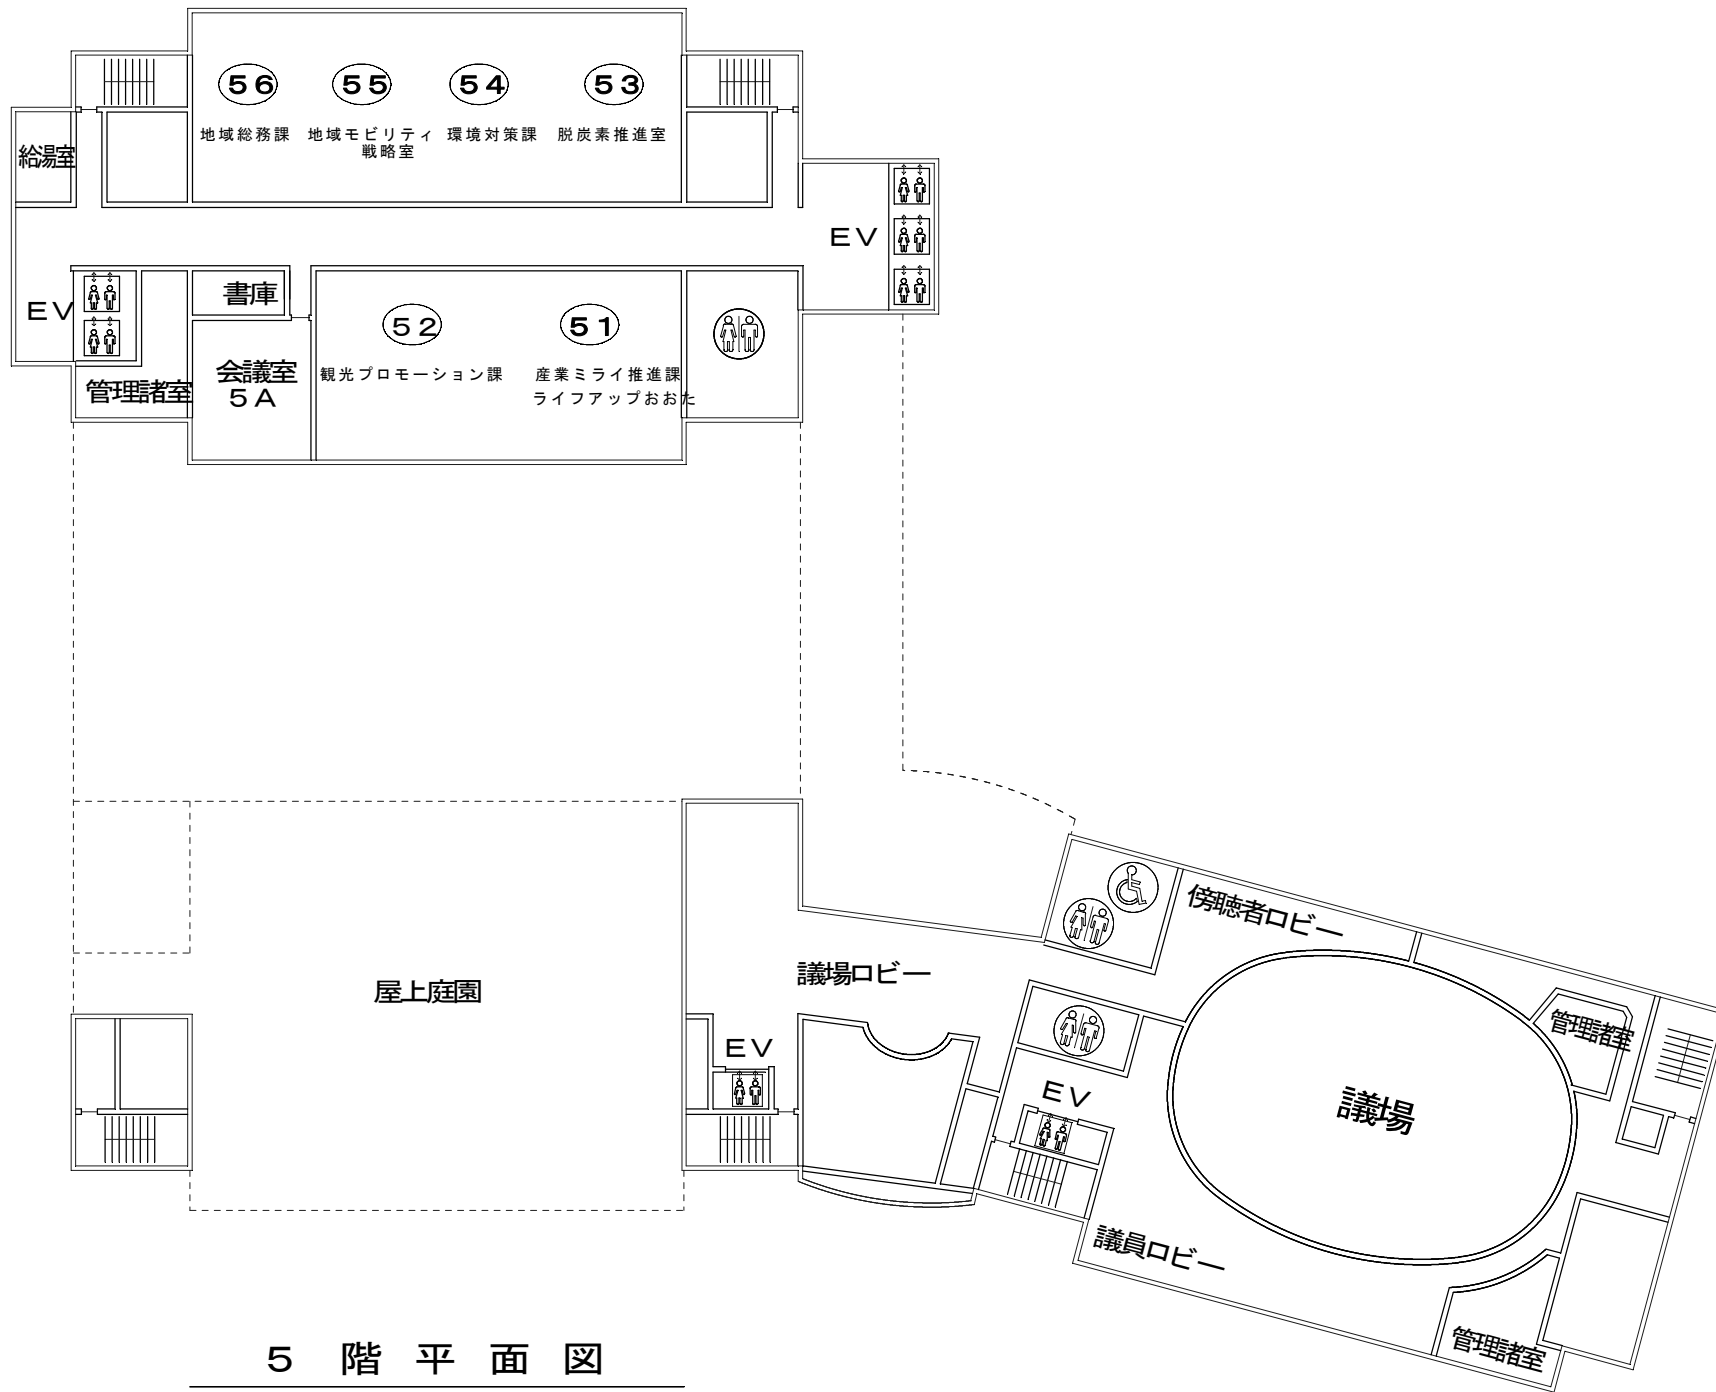 56
55
54
53
地域総務課
地域モビリティ
戦略室
環境対策課
脱炭素推進室
給湯室
EV
EV
書庫
52
51
管理諸室
会議室
5A
観光プロモーション課
産業ミライ推進課
ライフアップおおた
傍聴者ロビー
議場ロビー
屋上庭園
管理諸室
EV
EV
議場
議員ロビー
管理諸室
5階平面図